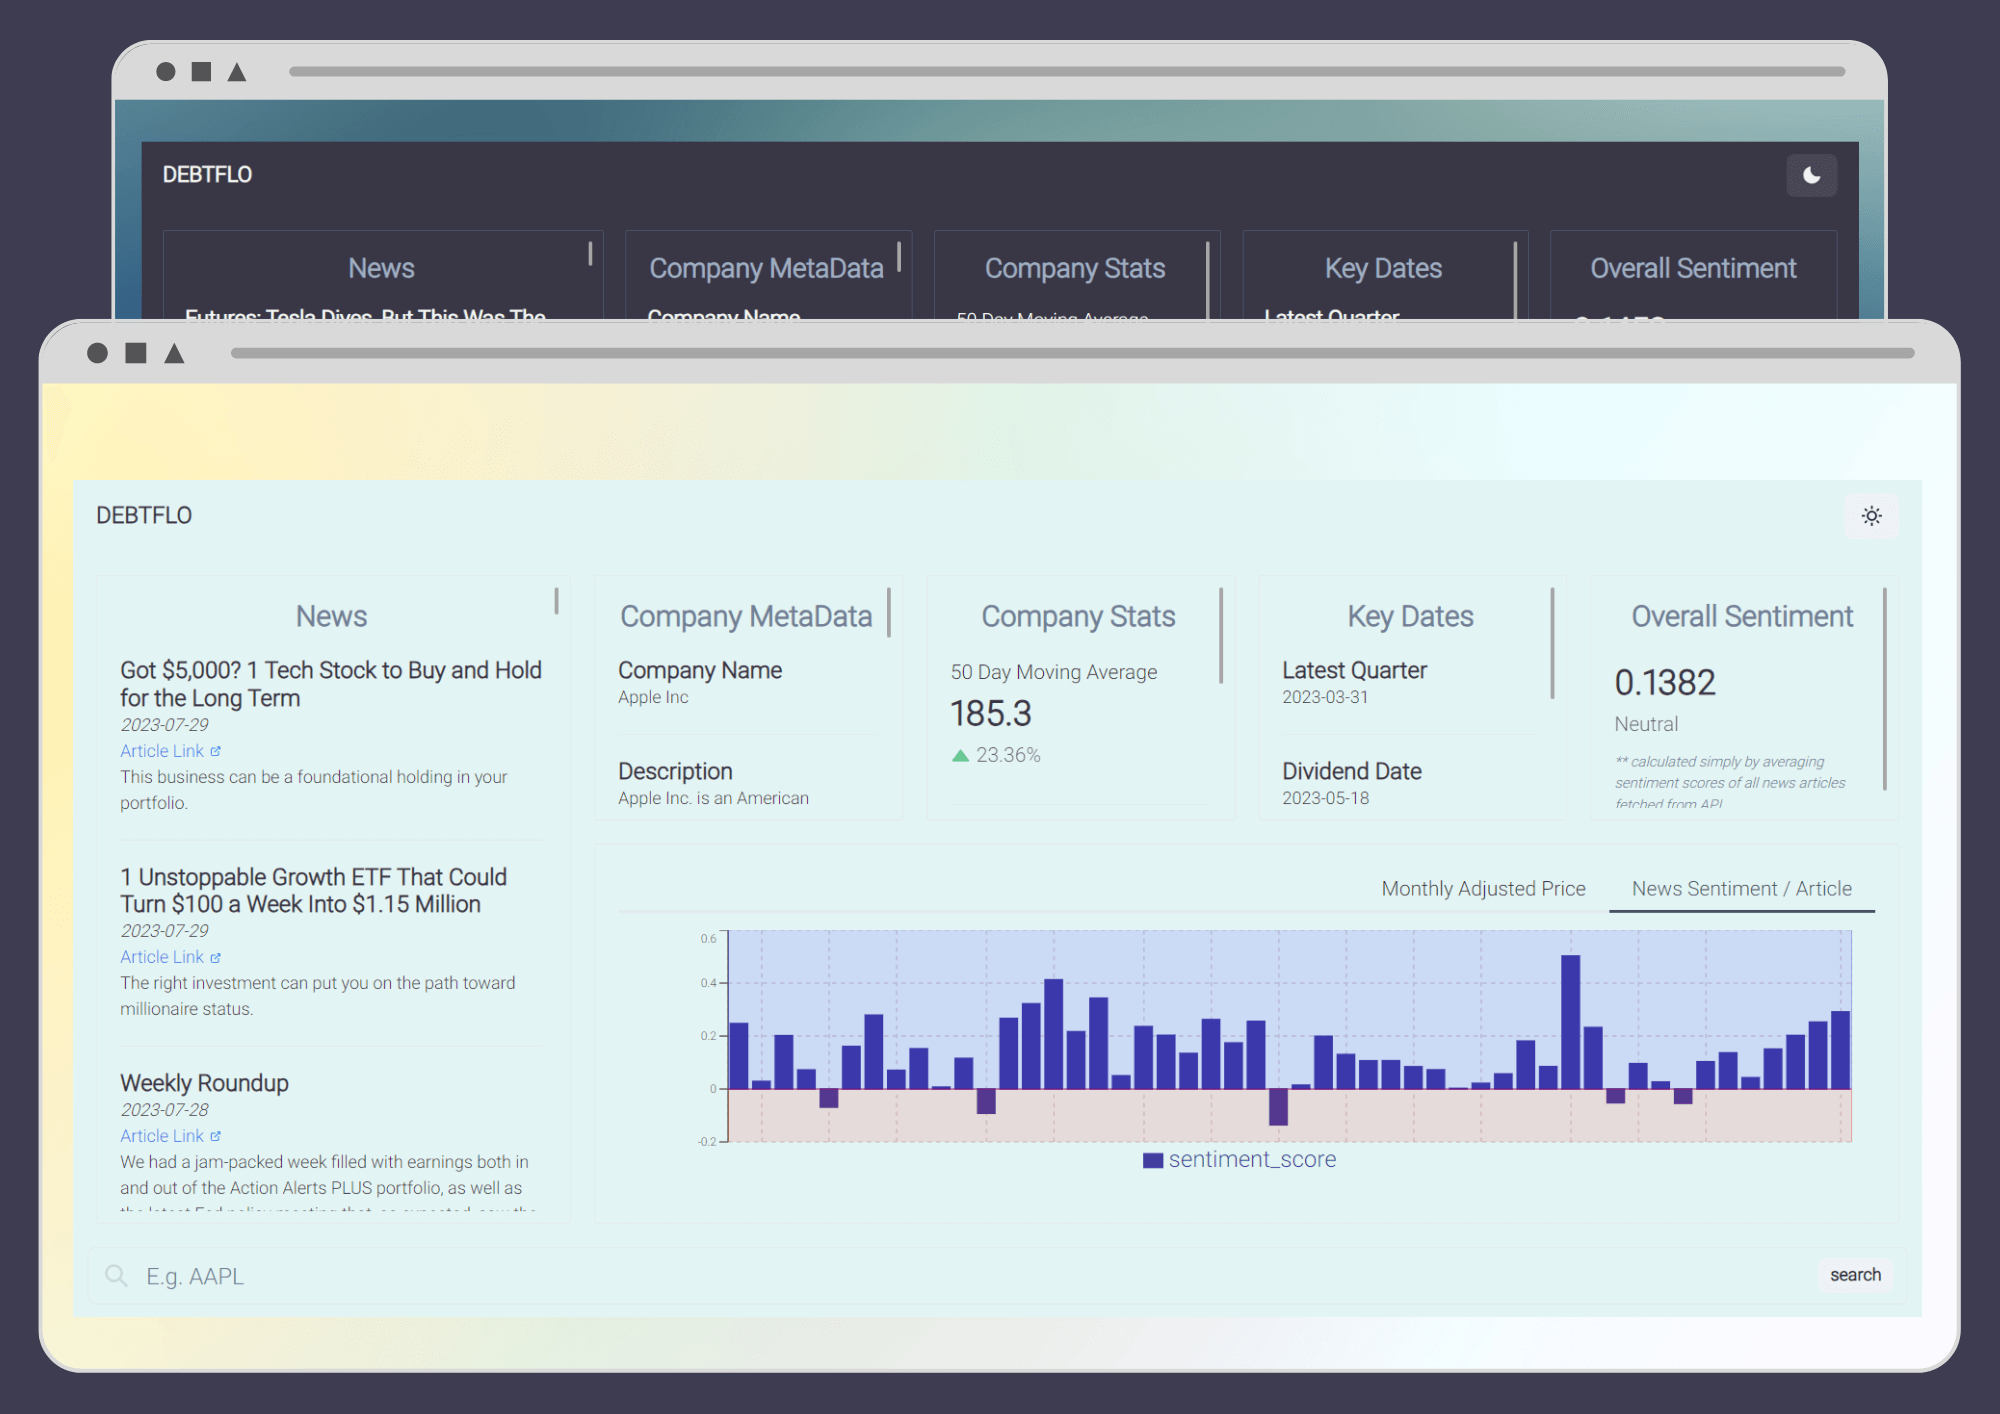 DEBTFLO
News
Company MetaData
Company Stats
Key Dates
Overall Sentiment
Futures: Tesla Dives, But This Was The
Company Name
50 Day Moving Average
Latest Quarter
DEBTFLO
News
Got $5,000? 1 Tech Stock to Buy and Hold
for the Long Term
2023-07-29
Article Link
This business can be a foundational holding in your
portfolio.
1 Unstoppable Growth ETF That Could
Turn $100 a Week Into $1.15 Million
2023-07-29
Article Link
The right investment can put you on the path toward
millionaire status.
Weekly Roundup
2023-07-28
Article Link
We had a jam-packed week filled with earnings both in
and out of the Action Alerts PLUS portfolio, as well as
Company MetaData
Company Name
Apple Inc
Description
Apple Inc. is an American
Company Stats
50 Day Moving Average
185.3
23.36%
Key Dates
Latest Quarter
2023-03-31
Dividend Date
2023-05-18
Overall Sentiment
0.1382
Neutral
** calculated simply by averaging
sentiment scores of all news articles
fetched from API
Monthly Adjusted Price
News Sentiment / Article
0.6
0.4
0.2
0
-0.2
sentiment_score
E.g. AAPL
search